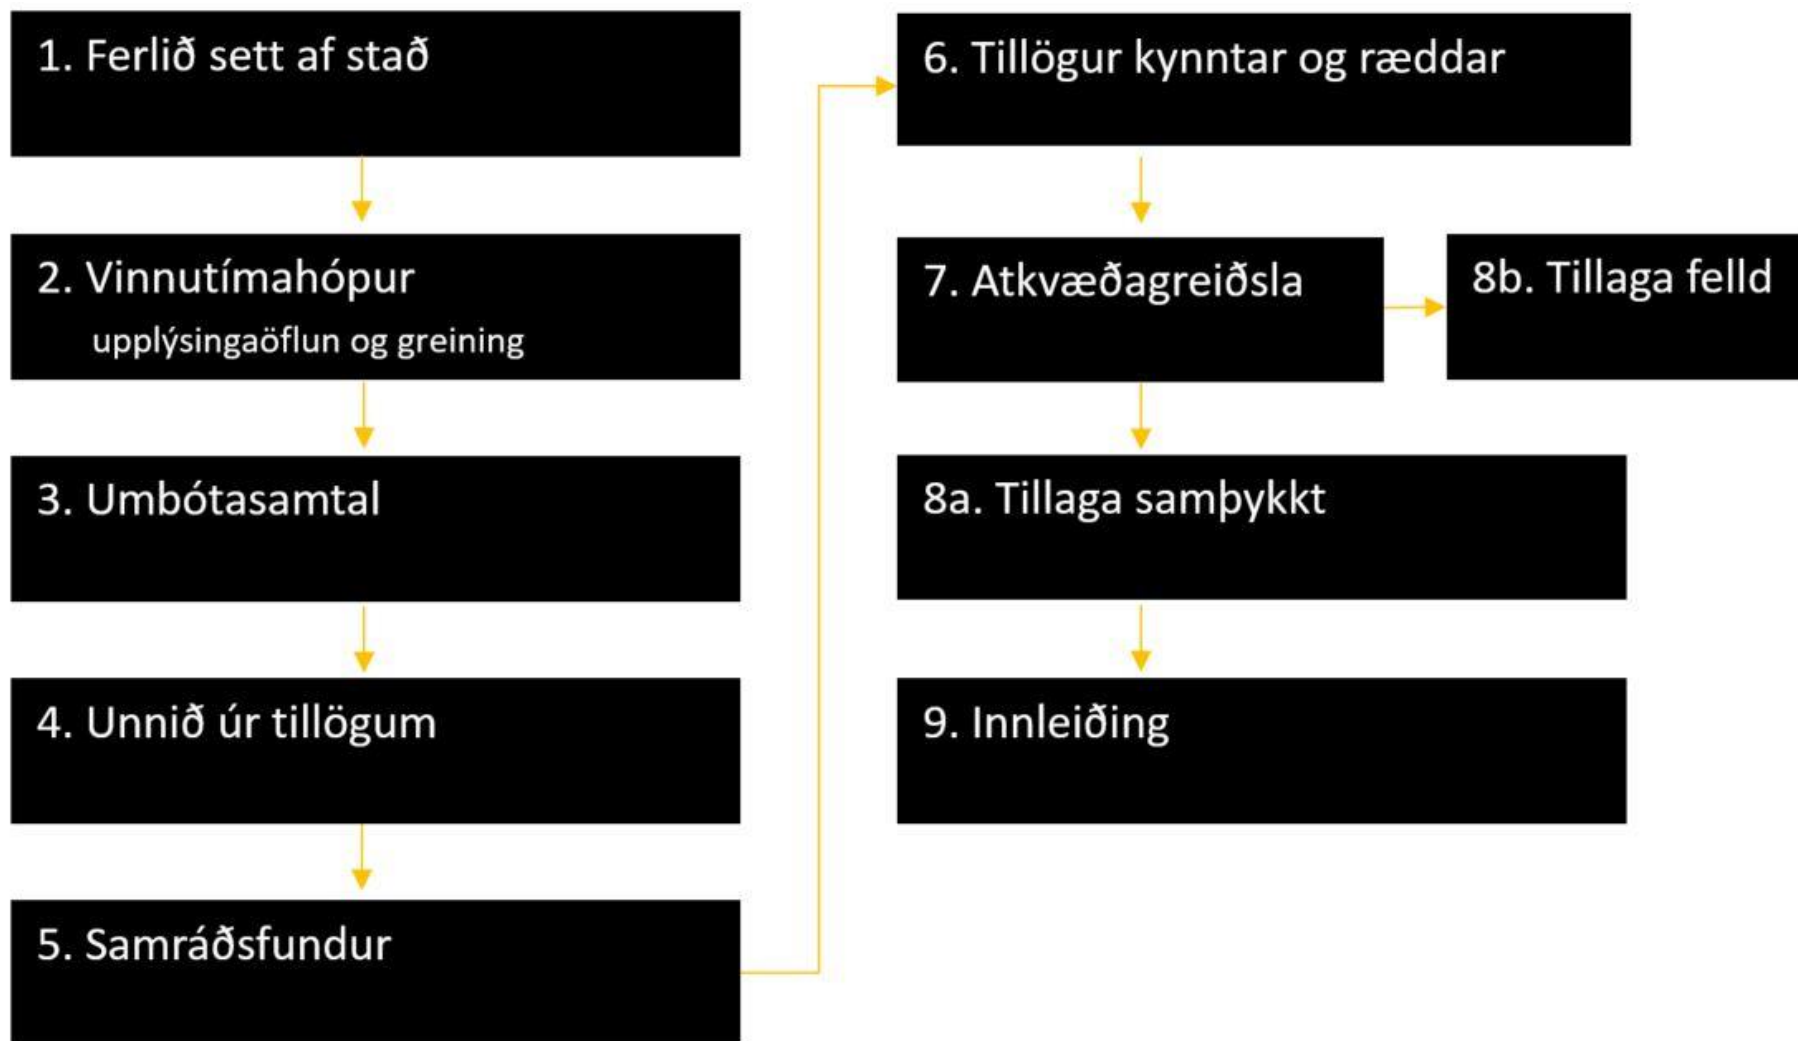 1. Ferlið sett af stað
2. Vinnutímahópur
upplýsingaöflun og greining
3. Umbótasamtal
4. Unnið úr tillögum
5. Samráðsfundur
6. Tillögur kynntar og ræddar
7. Atkvæðagreiðsla
8b. Tillaga felld
8a. Tillaga samþykkt
9. Innleiðing